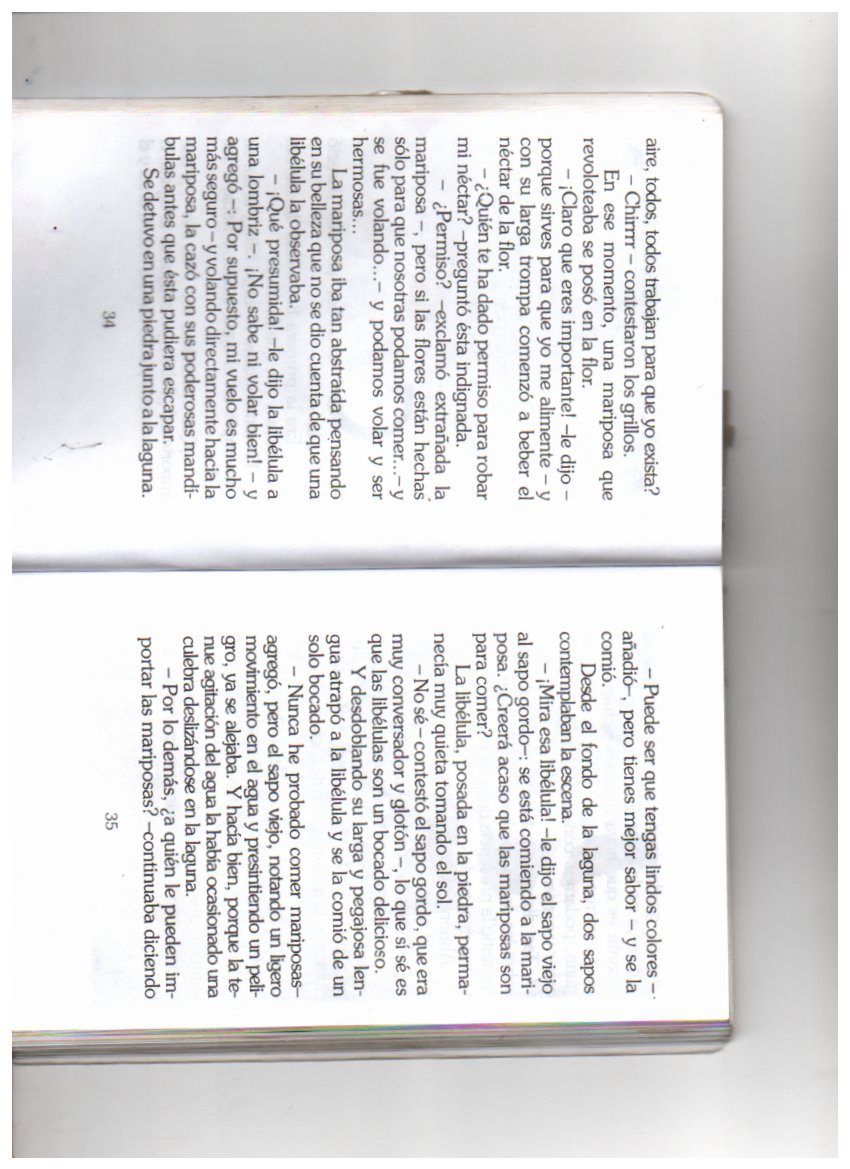 aire, todos, todos trabajan para que yo exista?
– Chirrrr – contestaron los grillos.
En ese momento, una mariposa que
revoloteaba se posó en la flor.
– ¡Claro que eres importante! –le dijo –
porque sirves para que yo me alimente – y
con su larga trompa comenzó a beber el
néctar de la flor.
– ¿Quién te ha dado permiso para robar
mi néctar? –preguntó ésta indignada.
– ¿Permiso? –exclamó extrañada la
mariposa –, pero si las flores están hechas
sólo para que nosotras podamos comer...– y
se fue volando...– y podamos volar y ser
hermosas...
La mariposa iba tan abstraída pensando
en su belleza que no se dio cuenta de que una
libélula la observaba.
– ¡Qué presumida! –le dijo la libélula a
una lombriz –. ¡No sabe ni volar bien! – y
agregó –: Por supuesto, mi vuelo es mucho
más seguro –y volando directamente hacia la
mariposa, la cazó con sus poderosas mandí-
bulas antes que ésta pudiera escapar.
Se detuvo en una piedra junto a la laguna.
34
– Puede ser que tengas lindos colores –
añadió–, pero tienes mejor sabor – y se la
comió.
Desde el fondo de la laguna, dos sapos
contemplaban la escena.
– ¡Mira esa libélula! –le dijo el sapo viejo
al sapo gordo–: se está comiendo a la mari-
posa. ¿Creerá acaso que las mariposas son
para comer?
La libélula, posada en la piedra, perma-
necía muy quieta tomando el sol.
– No sé – contestó el sapo gordo, que era
muy conversador y glotón –, lo que sí sé es
que las libélulas son un bocado delicioso.
Y desdoblando su larga y pegajosa len-
gua atrapó a la libélula y se la comió de un
solo bocado.
– Nunca he probado comer mariposas–
agregó, pero el sapo viejo, notando un ligero
movimiento en el agua y presintiendo un peli-
gro, ya se alejaba. Y hacía bien, porque la te-
nue agitación del agua la había ocasionado una
culebra deslizándose en la laguna.
– Por lo demás, ¿a quién le pueden im-
portar las mariposas? –continuaba diciendo
35